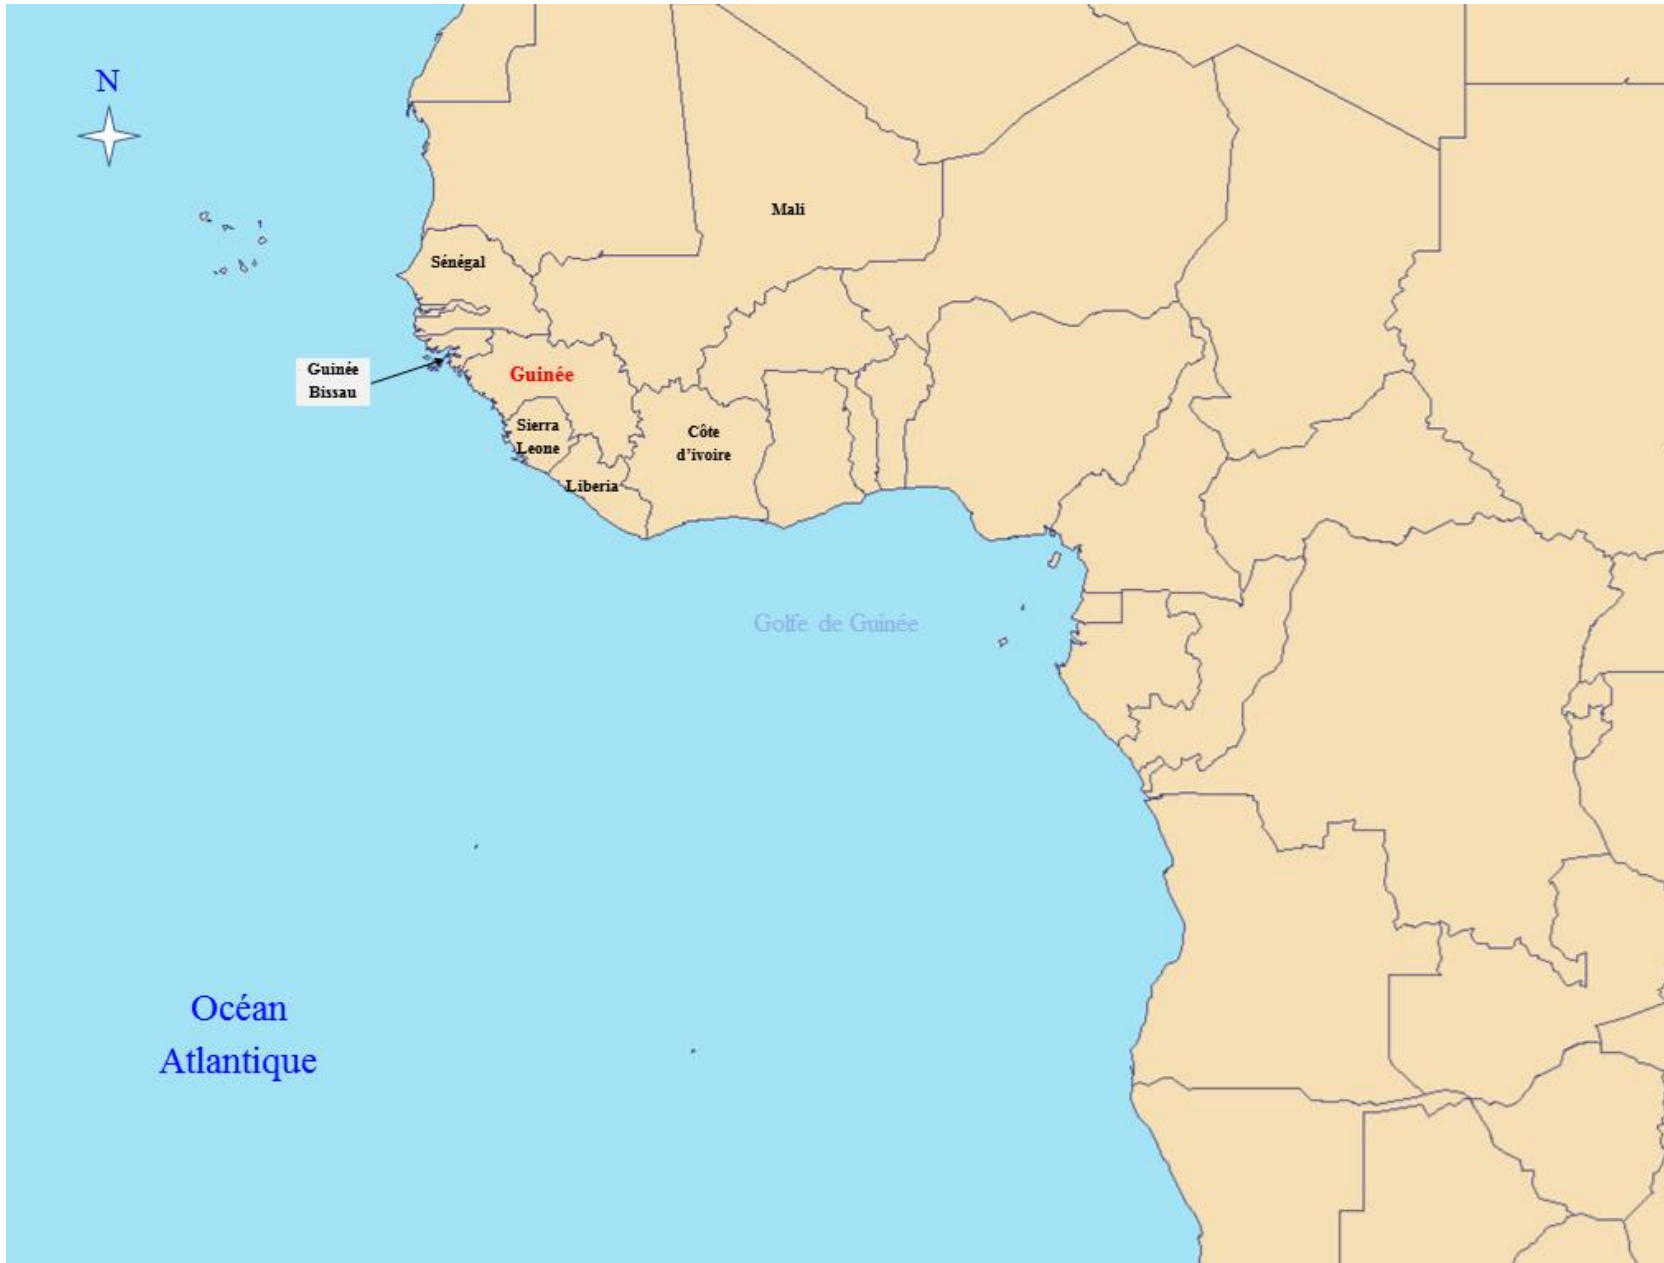 N
Mali
Sénégal
Guinée
Bissau
Guinée
Sierra
Leone
Côte
d’ivoire
Liberia
Golfe de Guinée
Océan
Atlantique